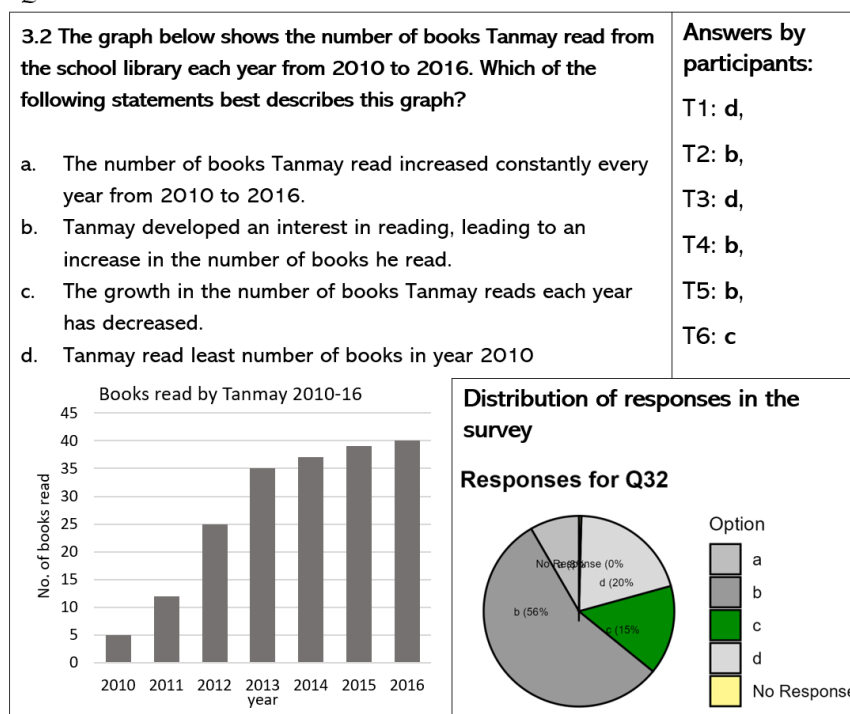 3.2 The graph below shows the number of books Tanmay read from
the school library each year from 2010 to 2016. Which of the
following statements best describes this graph?
a. The number of books Tanmay read increased constantly every
year from 2010 to 2016.
b. Tanmay developed an interest in reading, leading to an
increase in the number of books he read.
c. The growth in the number of books Tanmay reads each year
has decreased.
d. Tanmay read least number of books in year 2010
Answers by
participants:
T1: d,
T2: b,
T3: d,
T4: b,
T5: b,
T6: c
Books read by Tanmay 2010-16
No. of books read
45
40
35
30
25
20
15
10
5
0
2010 2011 2012 2013 2014 2015 2016
year
Distribution of responses in the
survey
Responses for Q32
No Response (0%
d (20%
b (56%
c (15%
Option
a
b
c
d
No Response